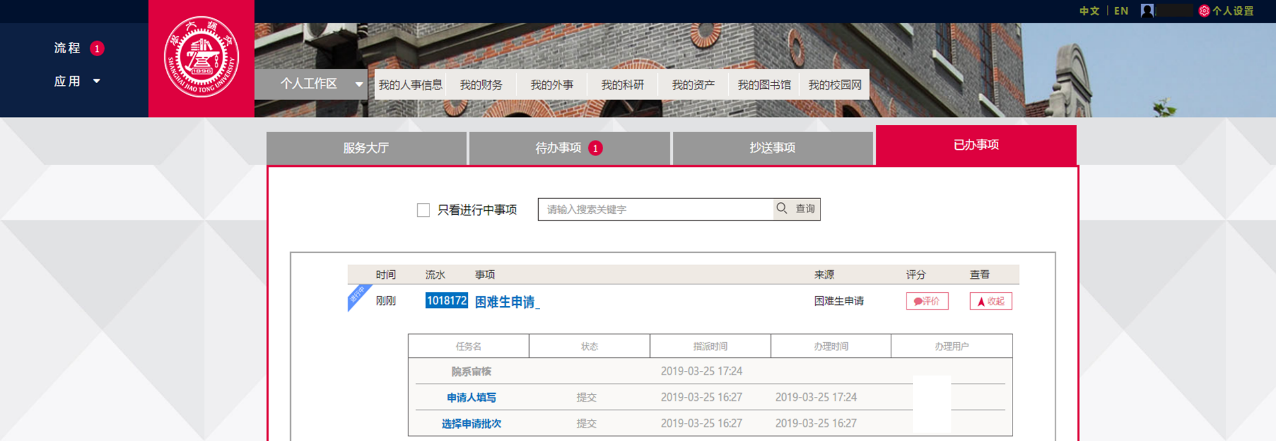 中文 | EN 个人设置
流程 1
应用
SHANGHAI JIAO TONG UNIVERSITY
1896
个人工作区 我的人事信息 我的财务 我的外事 我的科研 我的资产 我的图书馆 我的校园网
服务大厅 待办事项 1 抄送事项 已办事项
只看进行中事项 请输入搜索关键字 查询
时间 流水 事项 来源 评分 查看
进行中 刚刚 1018172 困难生申请_ 困难生申请 评价 收起
任务名 状态 指派时间 办理时间 办理用户
院系审核 2019-03-25 17:24
申请人填写 提交 2019-03-25 16:27 2019-03-25 17:24
选择申请批次 提交 2019-03-25 16:27 2019-03-25 16:27